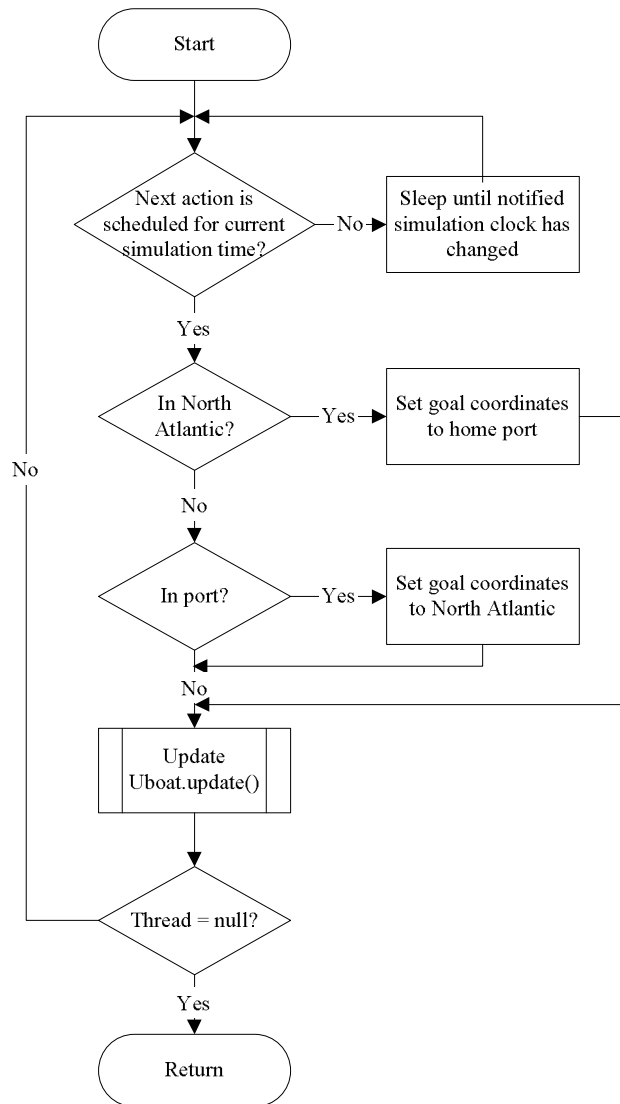 Start
Next action is
scheduled for current
simulation time?
No
Sleep until notified
simulation clock has
changed
Yes
In North
Atlantic?
Yes
Set goal coordinates
to home port
No
No
In port?
Yes
Set goal coordinates
to North Atlantic
No
Update
Uboat.update()
Thread = null?
Yes
Return